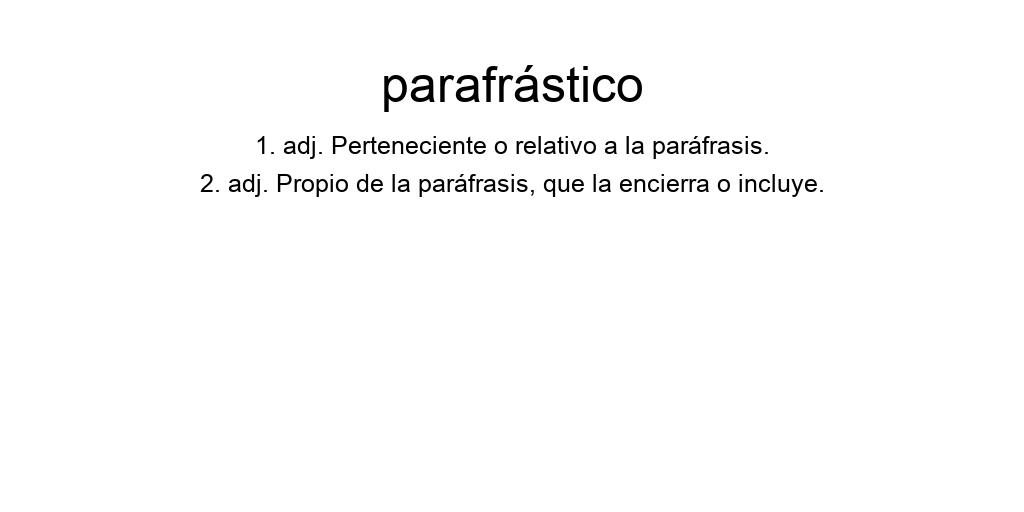 parafrástico
1. adj. Perteneciente o relativo a la paráfrasis.
2. adj. Propio de la paráfrasis, que la encierra o incluye.